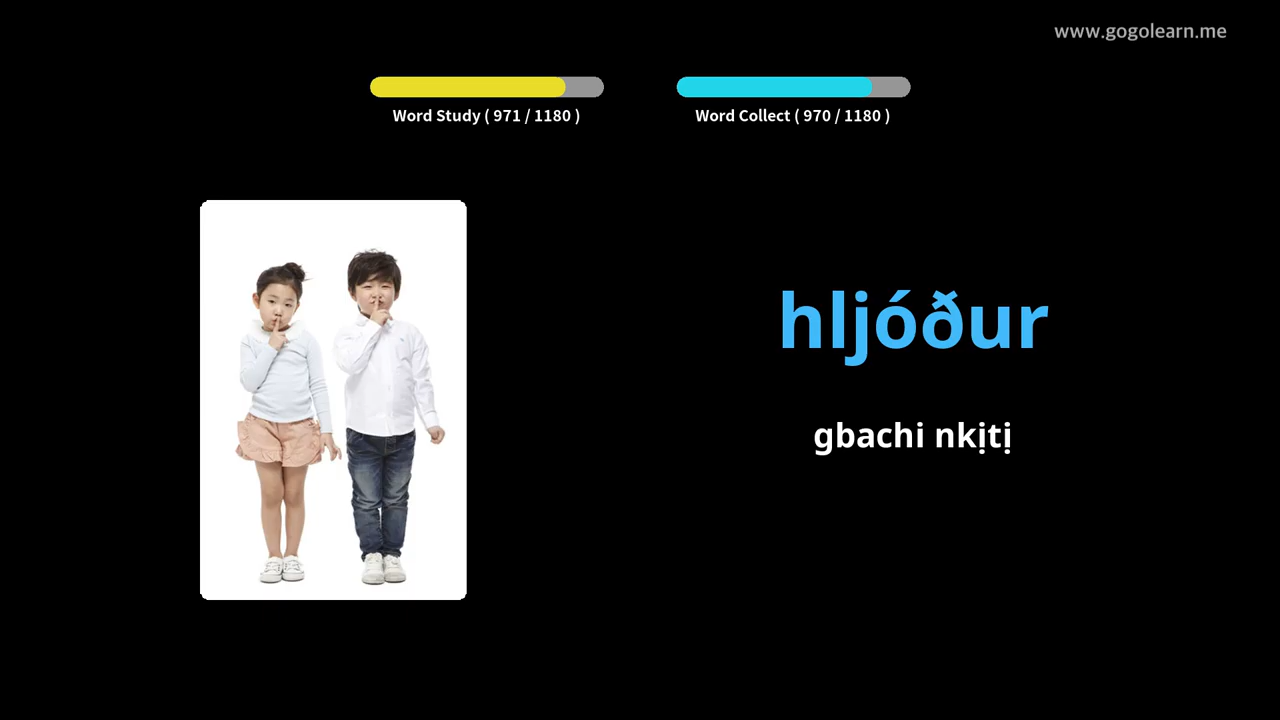 www.gogolearn.me
Word Study ( 971 / 1180 )
Word Collect ( 970 / 1180 )
hljóður
gbachi nkịtị